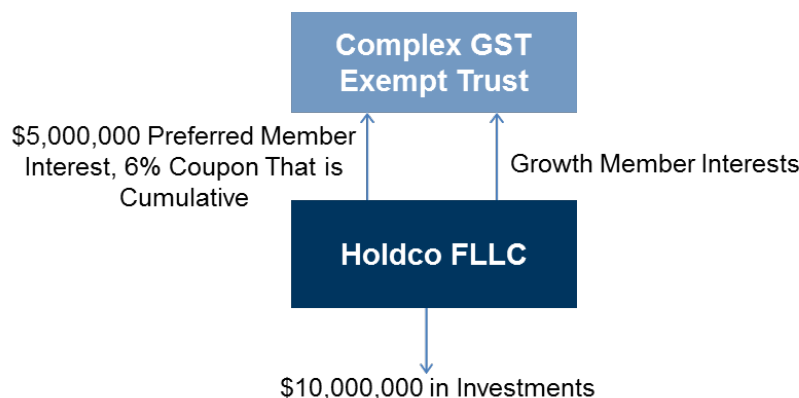 Complex GST
Exempt Trust
$5,000,000 Preferred Member
Interest, 6% Coupon That is
Cumulative
Growth Member Interests
Holdco FLLC
$10,000,000 in Investments